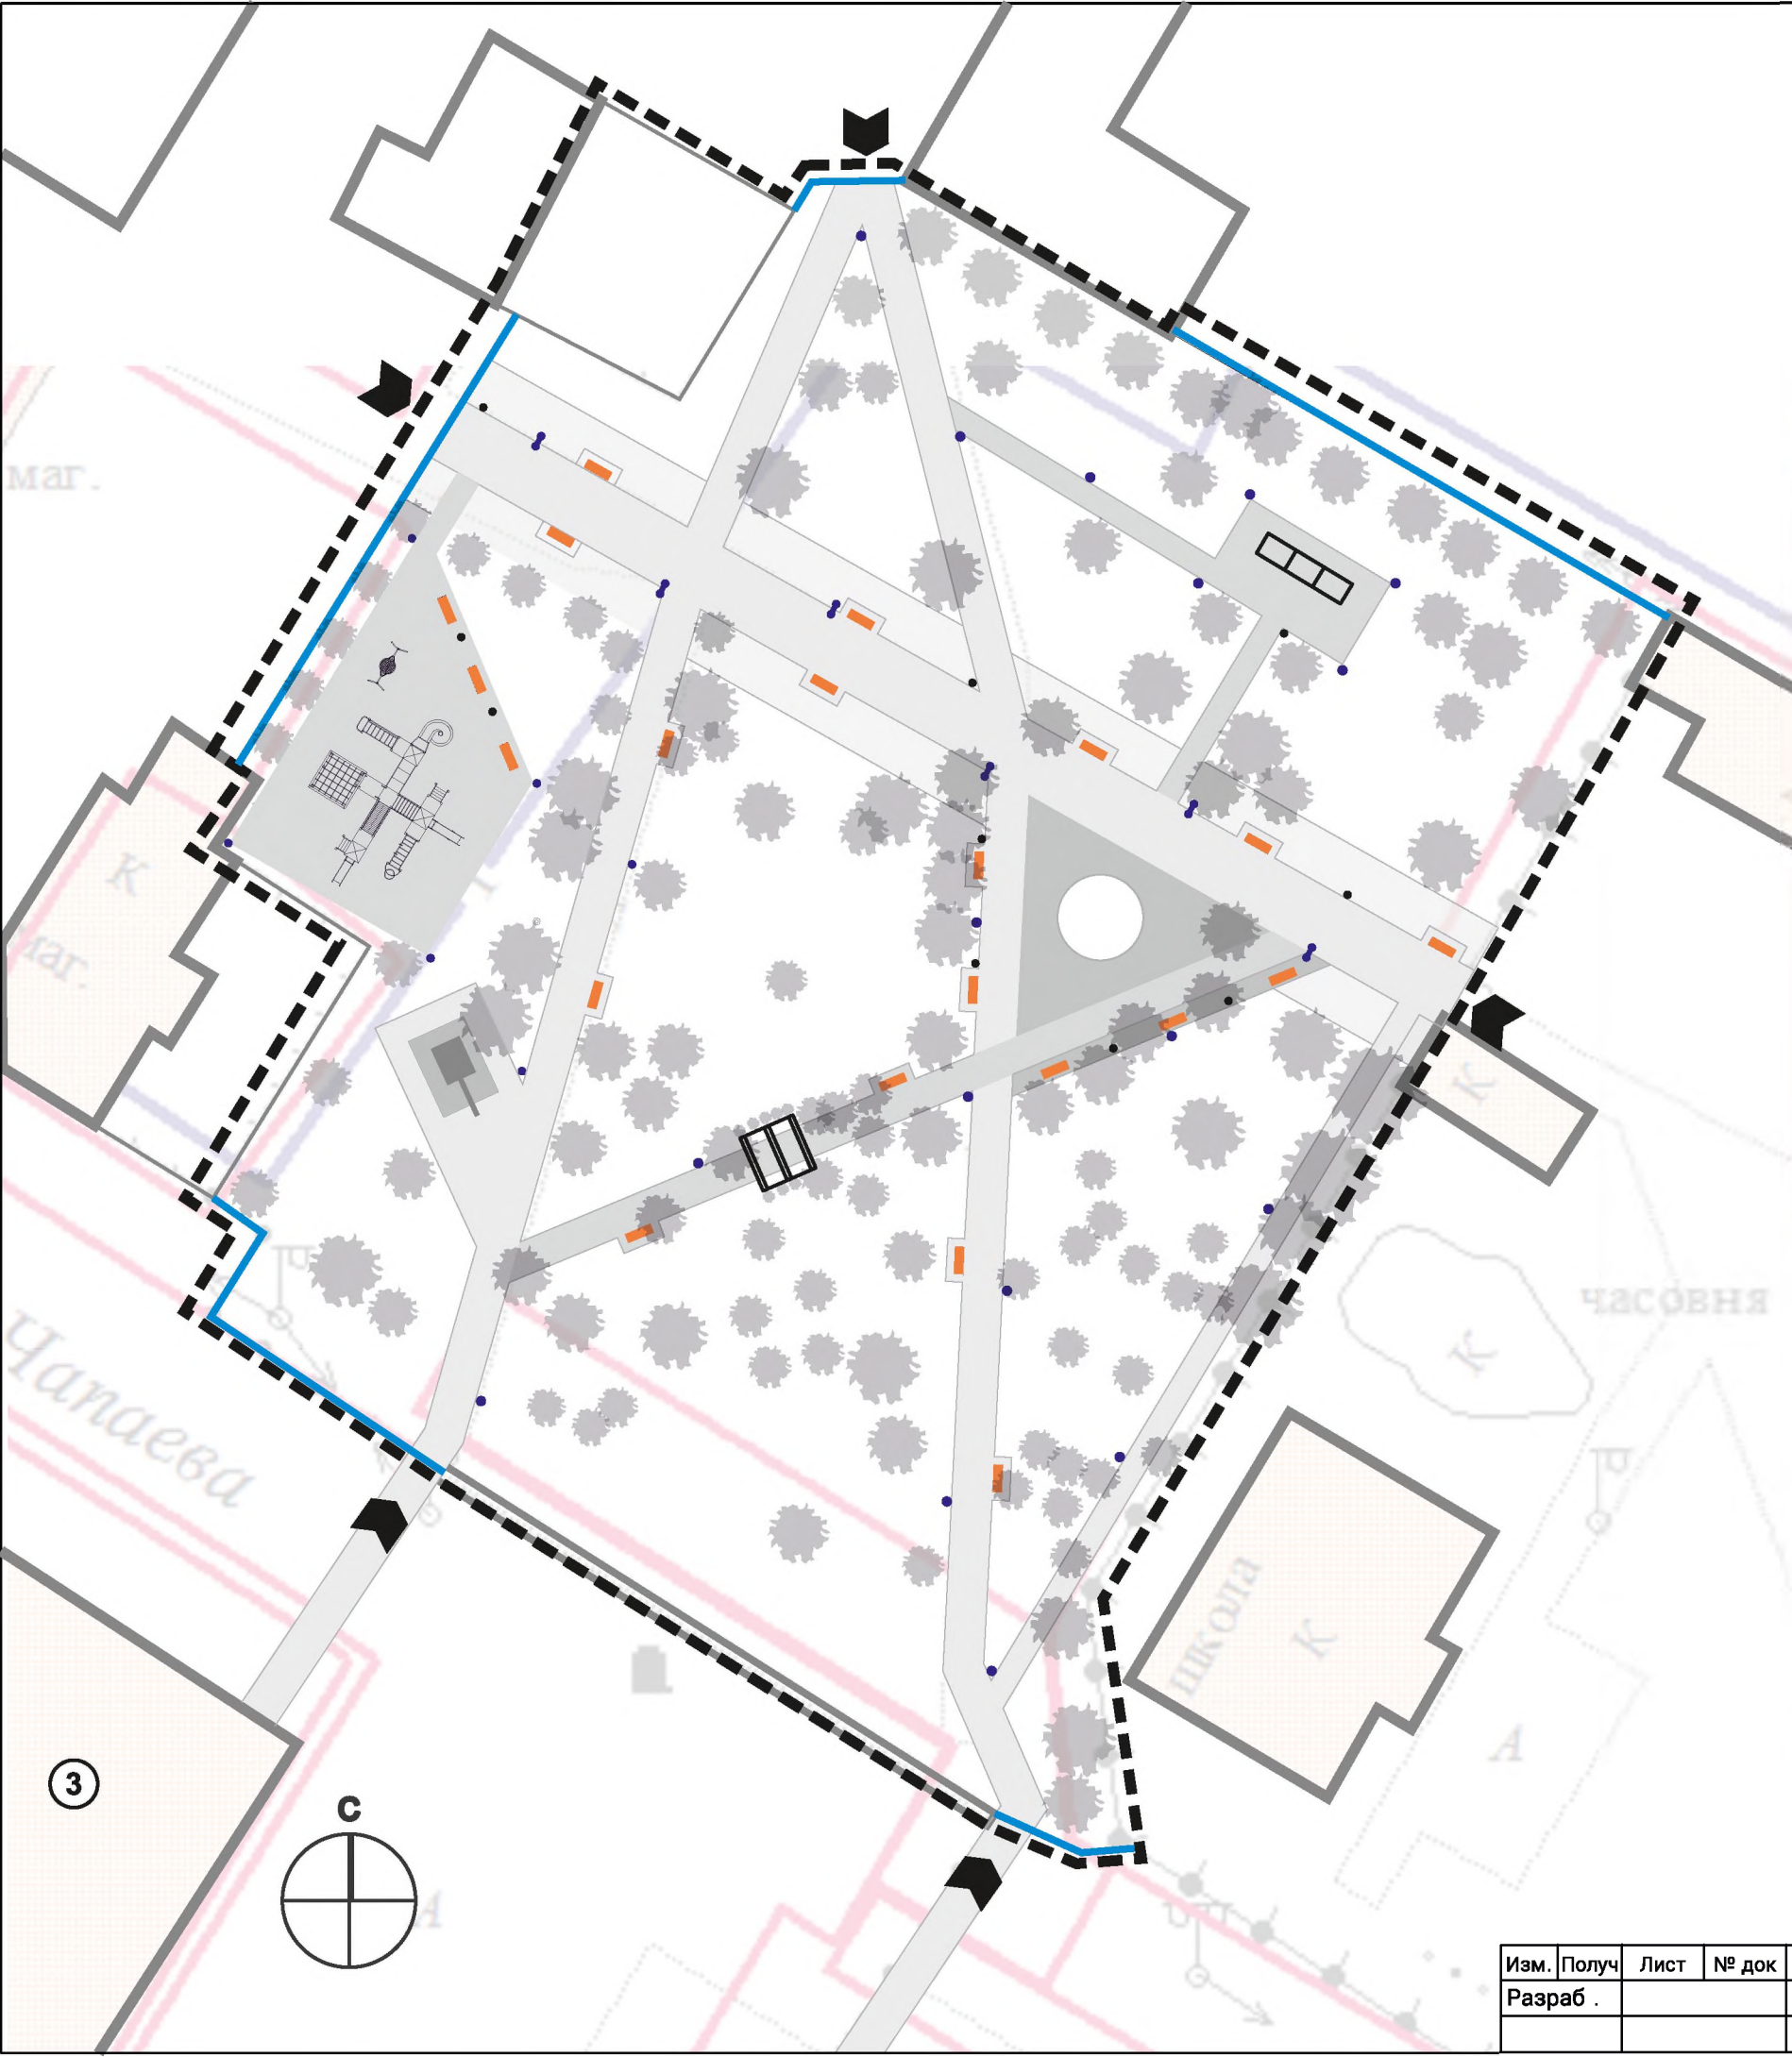 маг.
К
маг.
К
часовня
К
Чапаева
школа
К
А
3
С
А
Изм. Получ Лист № док
Разраб .